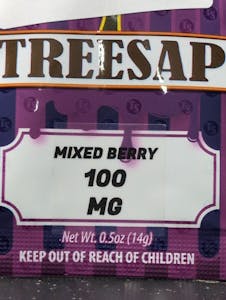 TREESAP
MIXED BERRY
100
MG
Net Wt. 0.5oz (14g)
KEEP OUT OF REACH OF CHILDREN